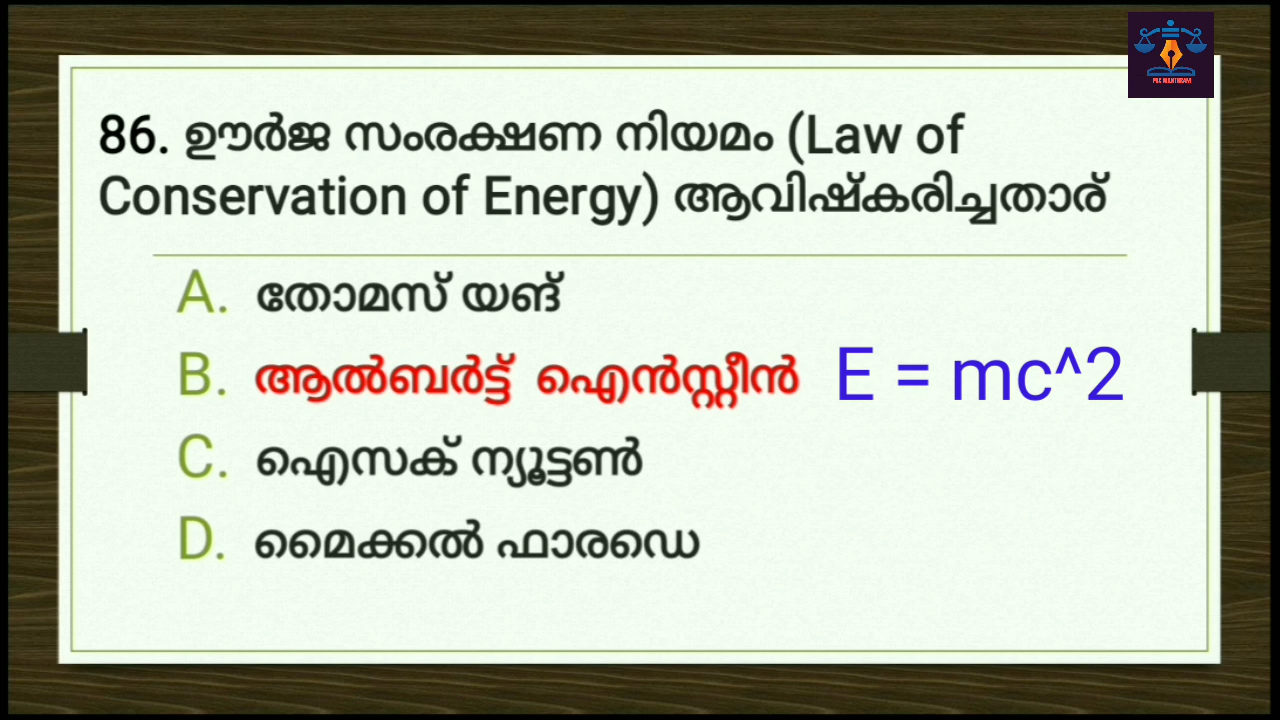 86. ഊർജ സംരക്ഷണ നിയമം (Law of
Conservation of Energy) ആവിഷ്കരിച്ചതാര്
A. തോമസ് യങ്
B. ആൽബർട്ട് ഐൻസ്റ്റീൻ E = mc^2
C. ഐസക് ന്യൂട്ടൺ
D. മൈക്കൽ ഫാരഡെ